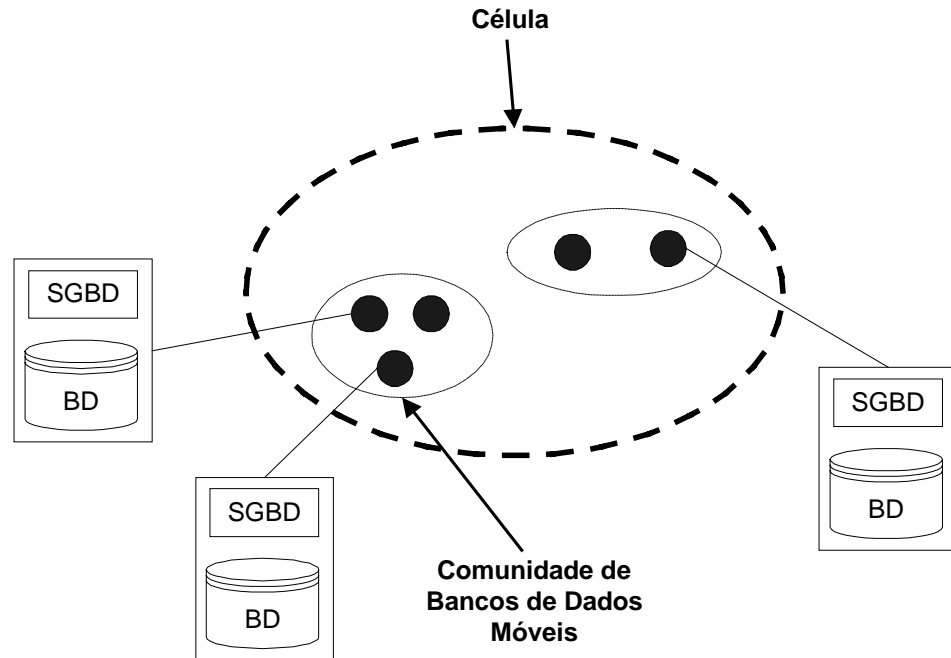 Célula
SGBD
BD
SGBD
BD
SGBD
BD
Comunidade de
Bancos de Dados
Móveis